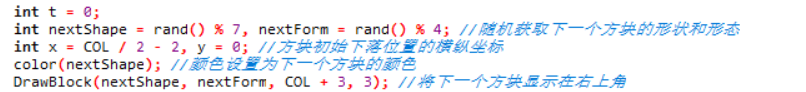 int t = 0;
int nextShape = rand() % 7, nextForm = rand() % 4; //随机获取下一个方块的形状和形态
int x = COL / 2 - 2, y = 0; //方块初始下落位置的横纵坐标
color(nextShape); //颜色设置为下一个方块的颜色
DrawBlock(nextShape, nextForm, COL + 3, 3); //将下一个方块显示在右上角